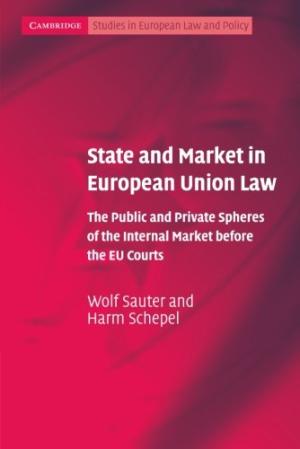 CAMBRIDGE Studies in European Law and Policy
State and Market in
European Union Law
The Public and Private Spheres
of the Internal Market before
the EU Courts
Wolf Sauter and
Harm Schepel